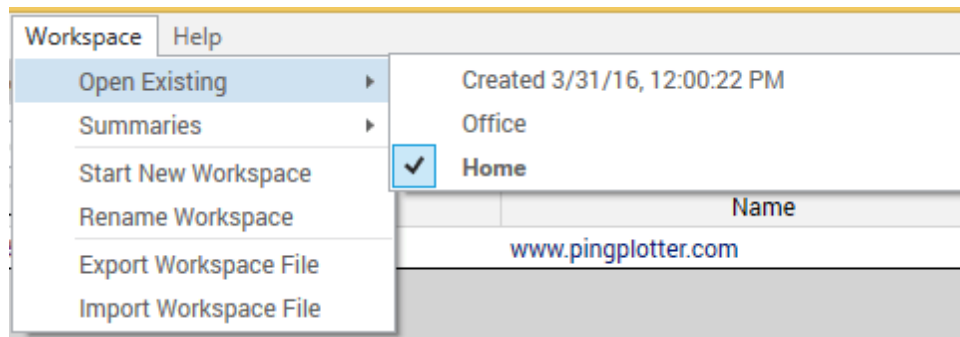 Workspace Help
Open Existing
Summaries
Start New Workspace
Rename Workspace
Export Workspace File
Import Workspace File
Created 3/31/16, 12:00:22 PM
Office
Home
Name
www.pingplotter.com